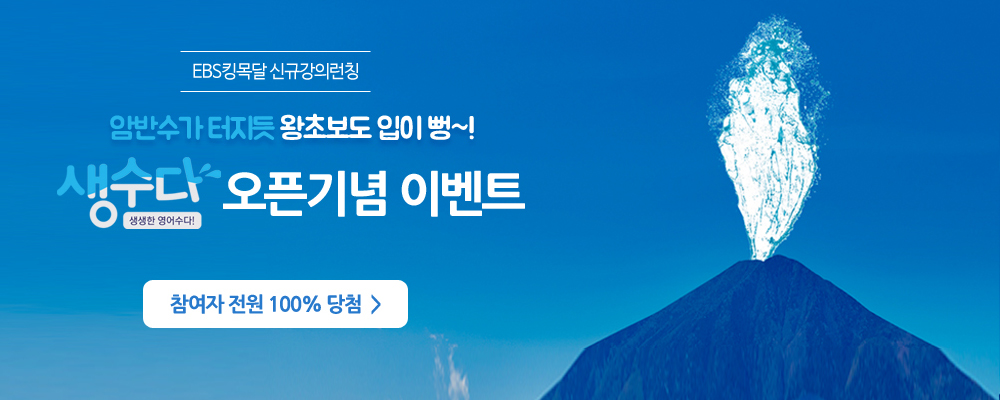 EBS킹목달 신규강의런칭
암반수가 터지듯 왕초보도 입이 뻥~!
생수다 오픈기념 이벤트
생생한 영어수다!
참여자 전원 100% 당첨 >